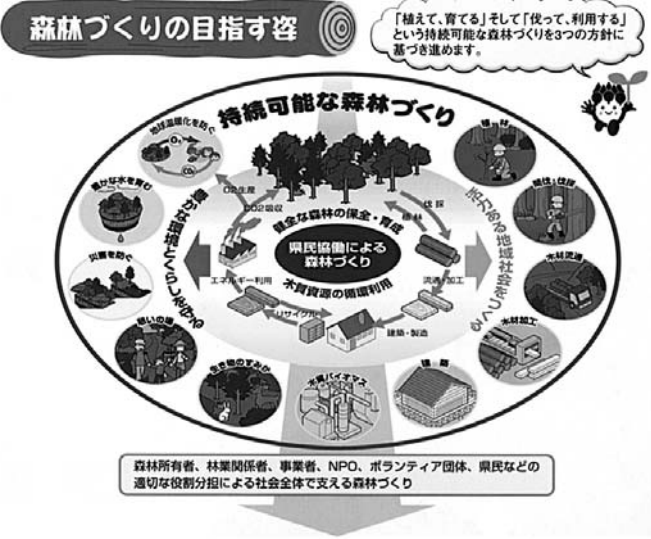 森林づくりの目指す姿
「植えて、育てる」そして「伐って、利用する」
という持続可能な森林づくりを3つの方針に
基づき進めます。
持続可能な森林づくり
地球温暖化を防ぐ
O₂
CO₂
豊かな水を育む
災害を防ぐ
憩いの場
生き物のすみか
木質バイオマス
建築
木材加工
木材流通
間伐・伐採
植林
豊かな環境とくらしを守る
活力ある地域社会をつくる
O2生産
CO2吸収
伐採
植林
健全な森林の保全・育成
県民協働による
森林づくり
木質資源の循環利用
エネルギー利用
流通・加工
リサイクル
建築・製造
森林所有者、林業関係者、事業者、NPO、ボランティア団体、県民などの
適切な役割分担による社会全体で支える森林づくり